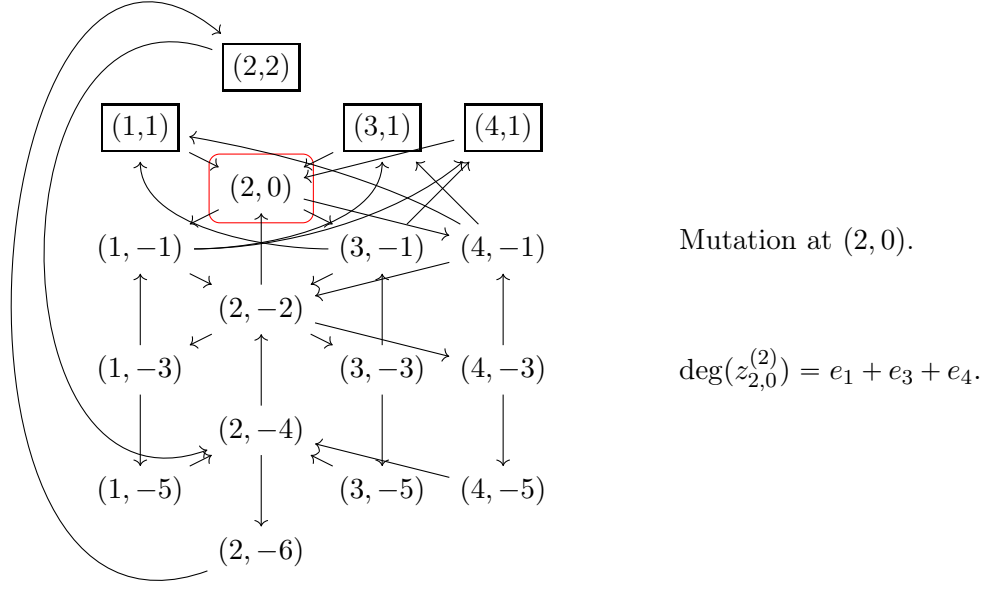 (2,2)
(1,1) (3,1) (4,1)
(2, 0)
(1, −1) (3, −1) (4, −1) Mutation at (2, 0).
(2, −2)
(1, −3) (3, −3) (4, −3) deg(z_{2,0}^{(2)}) = e_1 + e_3 + e_4.
(2, −4)
(1, −5) (3, −5) (4, −5)
(2, −6)